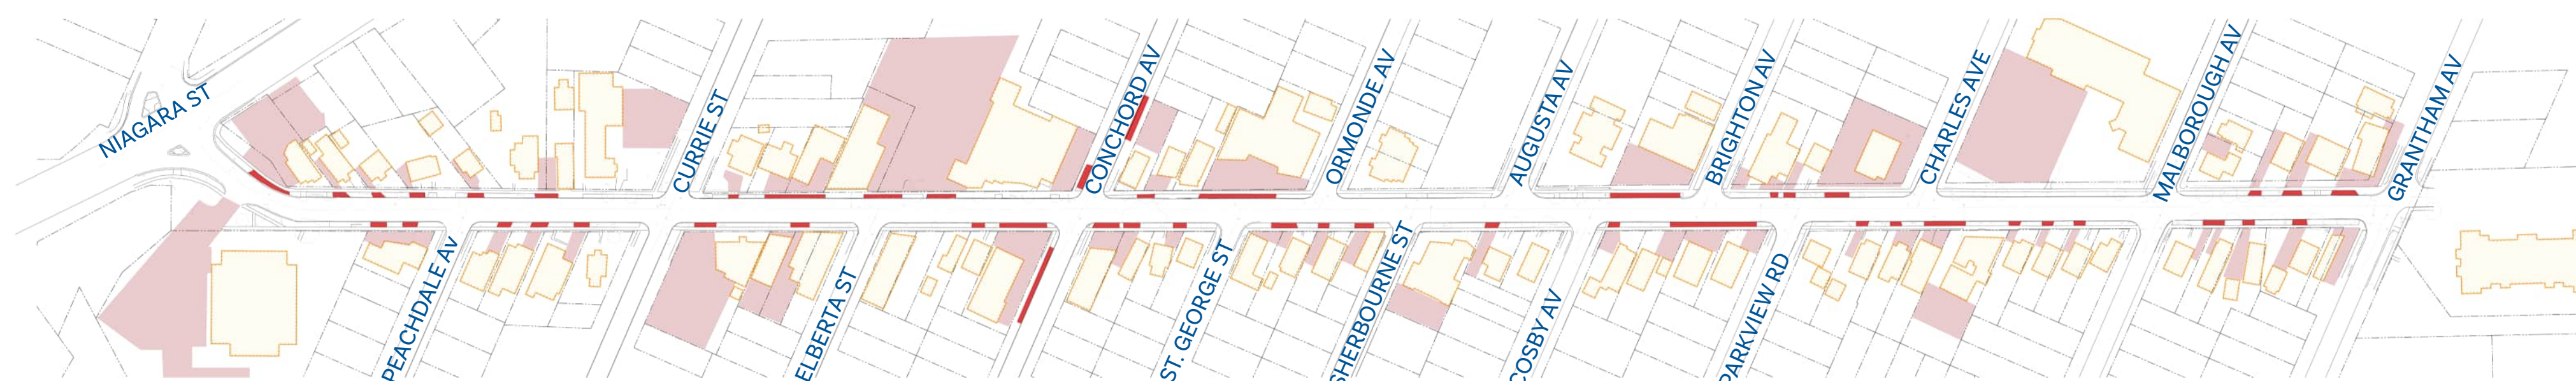 NIAGARA ST
CURRIE ST
CONCHORD AV
ORMONDE AV
AUGUSTA AV
BRIGHTON AV
CHARLES AVE
MALBOROUGH AV
GRANTHAM AV
PEACHDALE AV
ELBERTA ST
ST. GEORGE ST
SHERBOURNE ST
COSBY AV
PARKVIEW RD